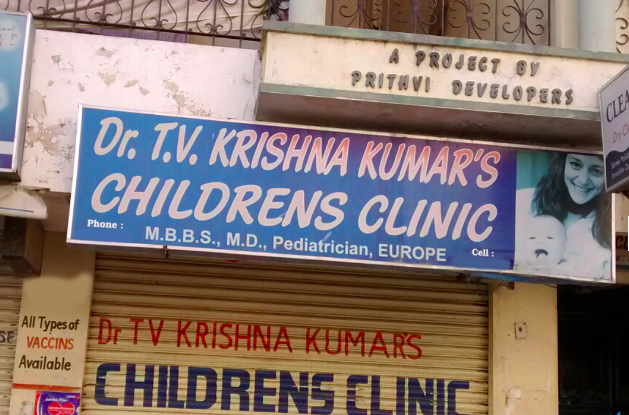 A PROJECT BY
PRITHVI DEVELOPERS
Dr. T.V. KRISHNA KUMAR'S
CHILDRENS CLINIC
Phone :
M.B.B.S., M.D., Pediatrician, EUROPE
Cell :
All Types of
VACCINS
Available
Dr TV KRISHNA KUMAR'S
CHILDRENS CLINIC